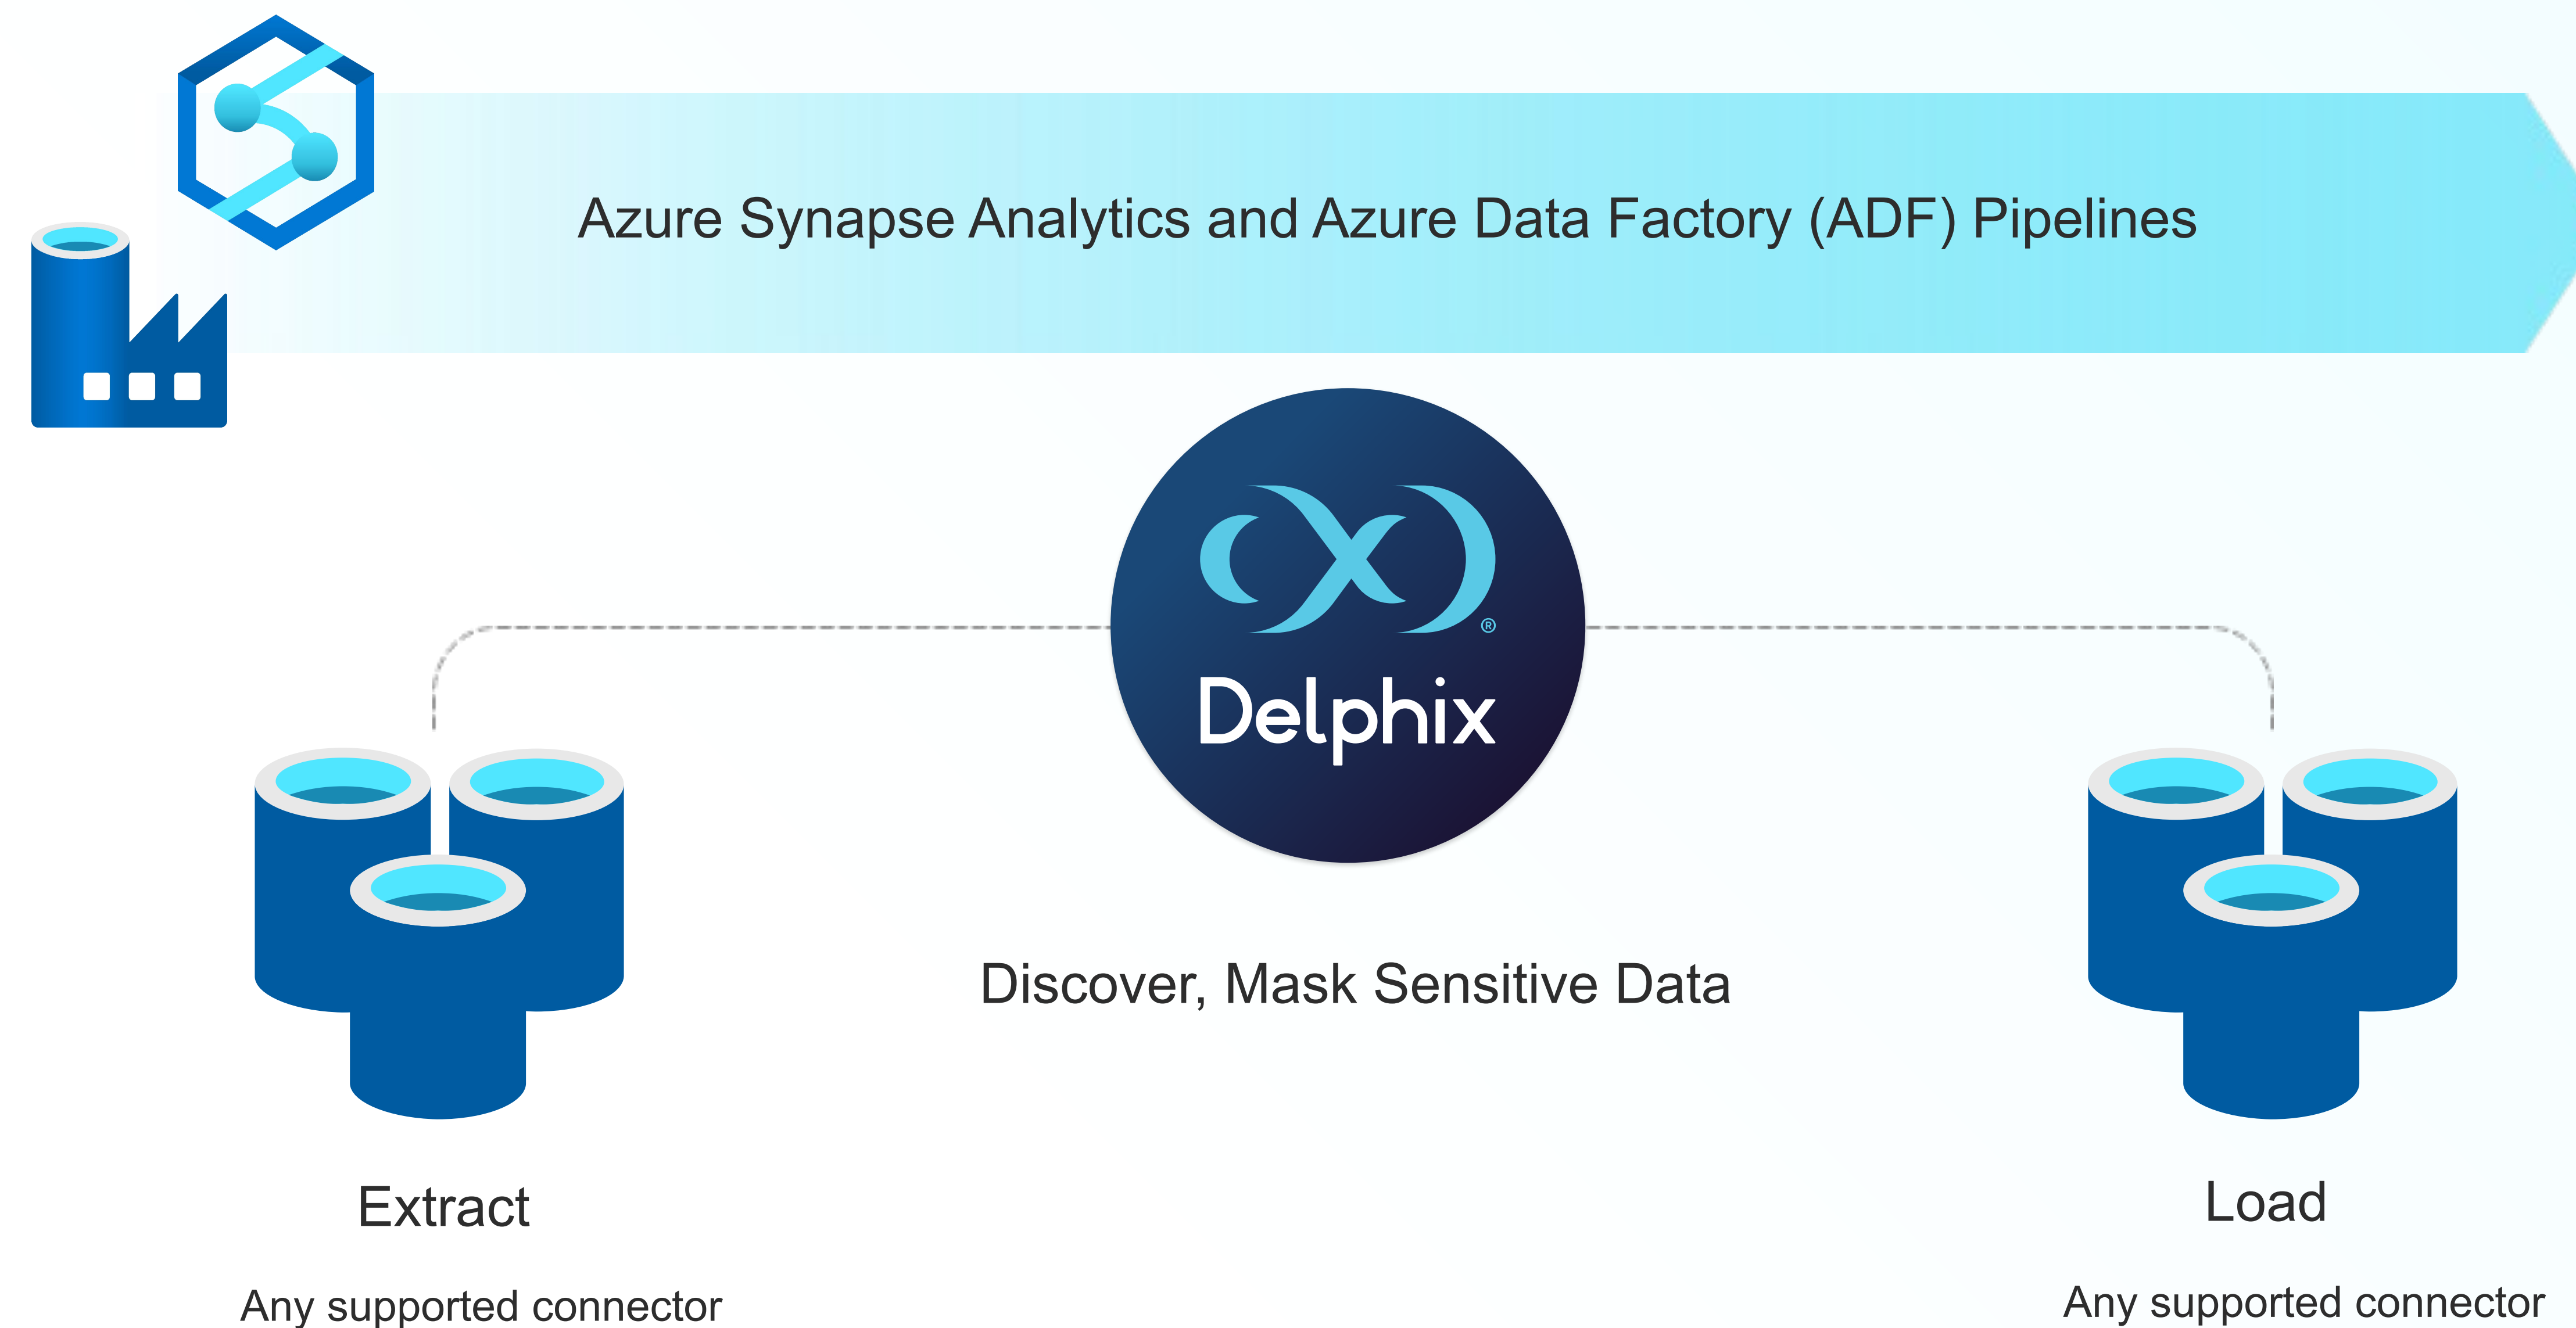 Azure Synapse Analytics and Azure Data Factory (ADF) Pipelines
®
Delphix
Discover, Mask Sensitive Data
Extract
Any supported connector
Load
Any supported connector